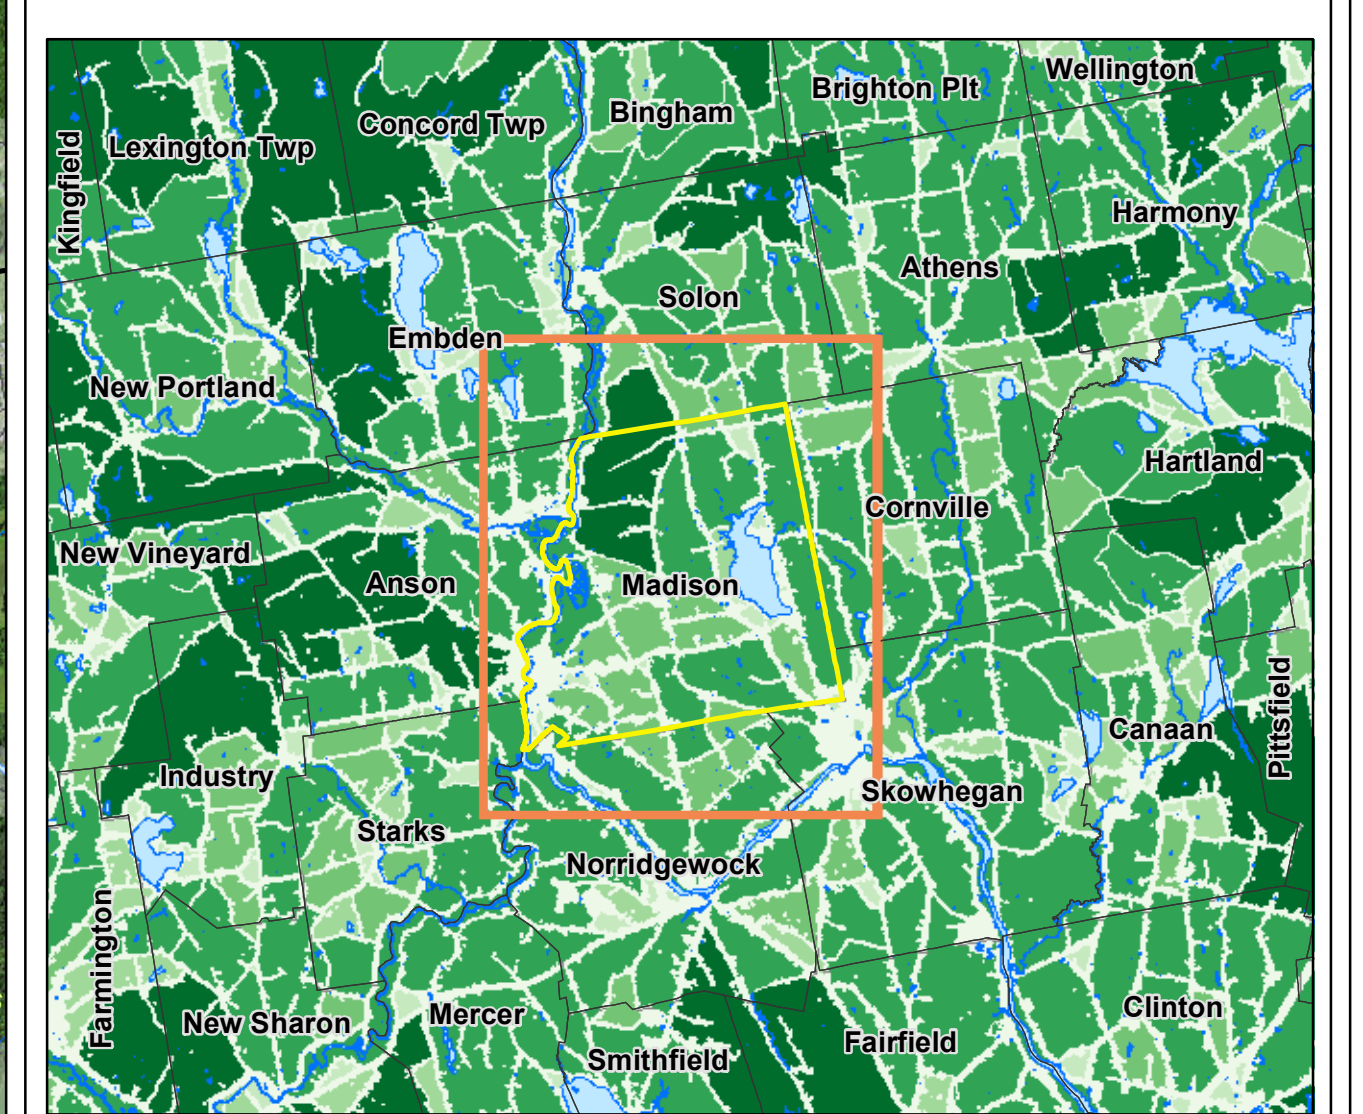 Wellington
Brighton Plt
Bingham
Concord Twp
Lexington Twp
Kingfield
Harmony
Athens
Solon
Embden
New Portland
Hartland
Cornville
New Vineyard
Anson
Madison
Canaan
Pittsfield
Industry
Skowhegan
Starks
Norridgewock
Farmington
Clinton
Mercer
New Sharon
Fairfield
Smithfield